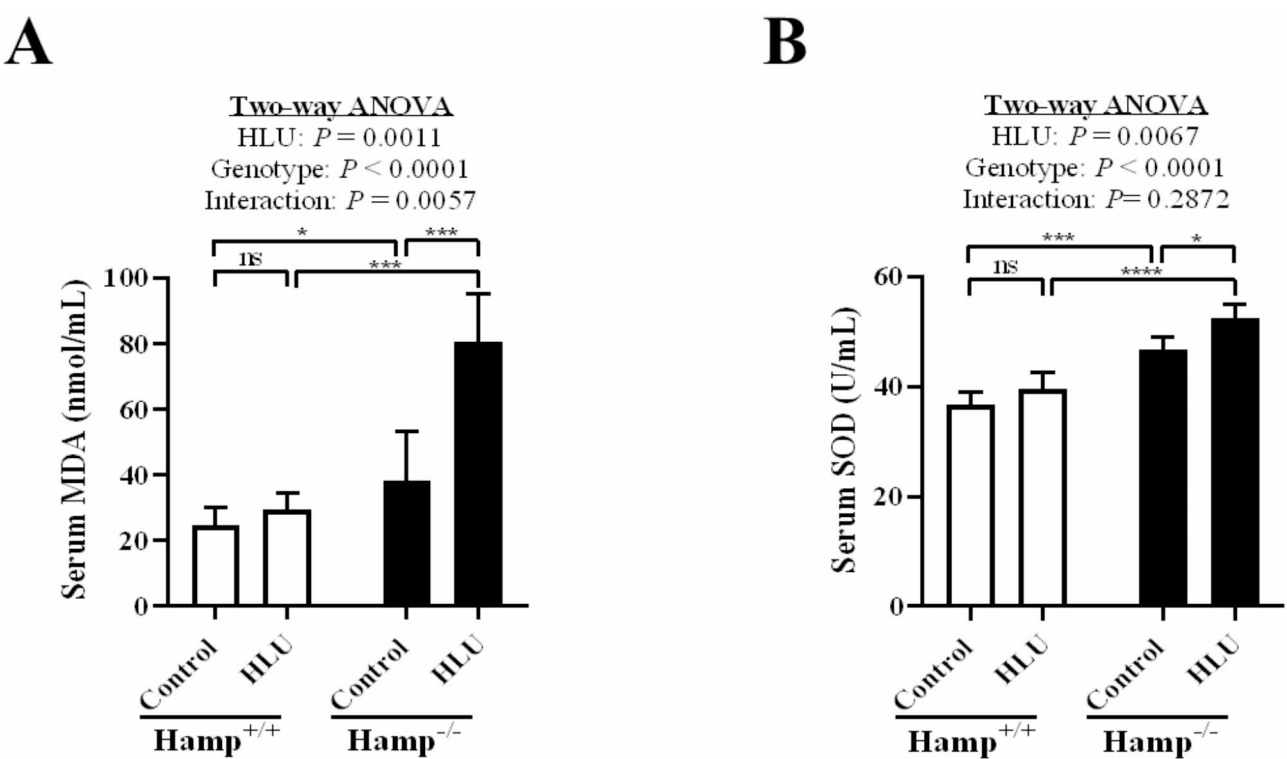 A
Two-way ANOVA
HLU: P = 0.0011
Genotype: P < 0.0001
Interaction: P = 0.0057
*
***
ns
***
Serum MDA (nmol/mL)
100
80
60
40
20
0
Control
HLU
Control
HLU
Hamp+/+
Hamp-/-
B
Two-way ANOVA
HLU: P = 0.0067
Genotype: P < 0.0001
Interaction: P= 0.2872
***
*
ns
****
Serum SOD (U/mL)
60
40
20
0
Control
HLU
Control
HLU
Hamp+/+
Hamp-/-